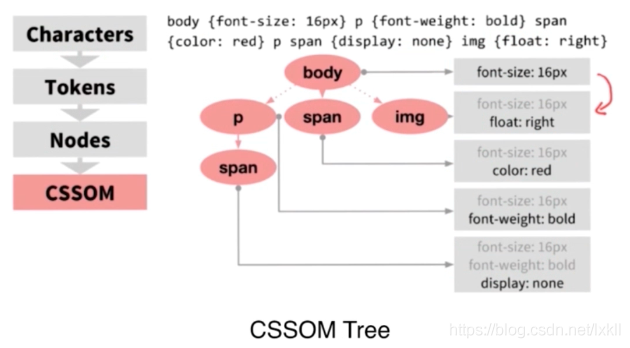 Characters
Tokens
Nodes
CSSOM
body {font-size: 16px} p {font-weight: bold} span
{color: red} p span {display: none} img {float: right}
body
p
span
img
span
font-size: 16px
font-size: 16px
float: right
font-size: 16px
color: red
font-size: 16px
font-weight: bold
font-size: 16px
font-weight: bold
display: none
CSSOM Tree
https://blog.csdn.net/lxkll